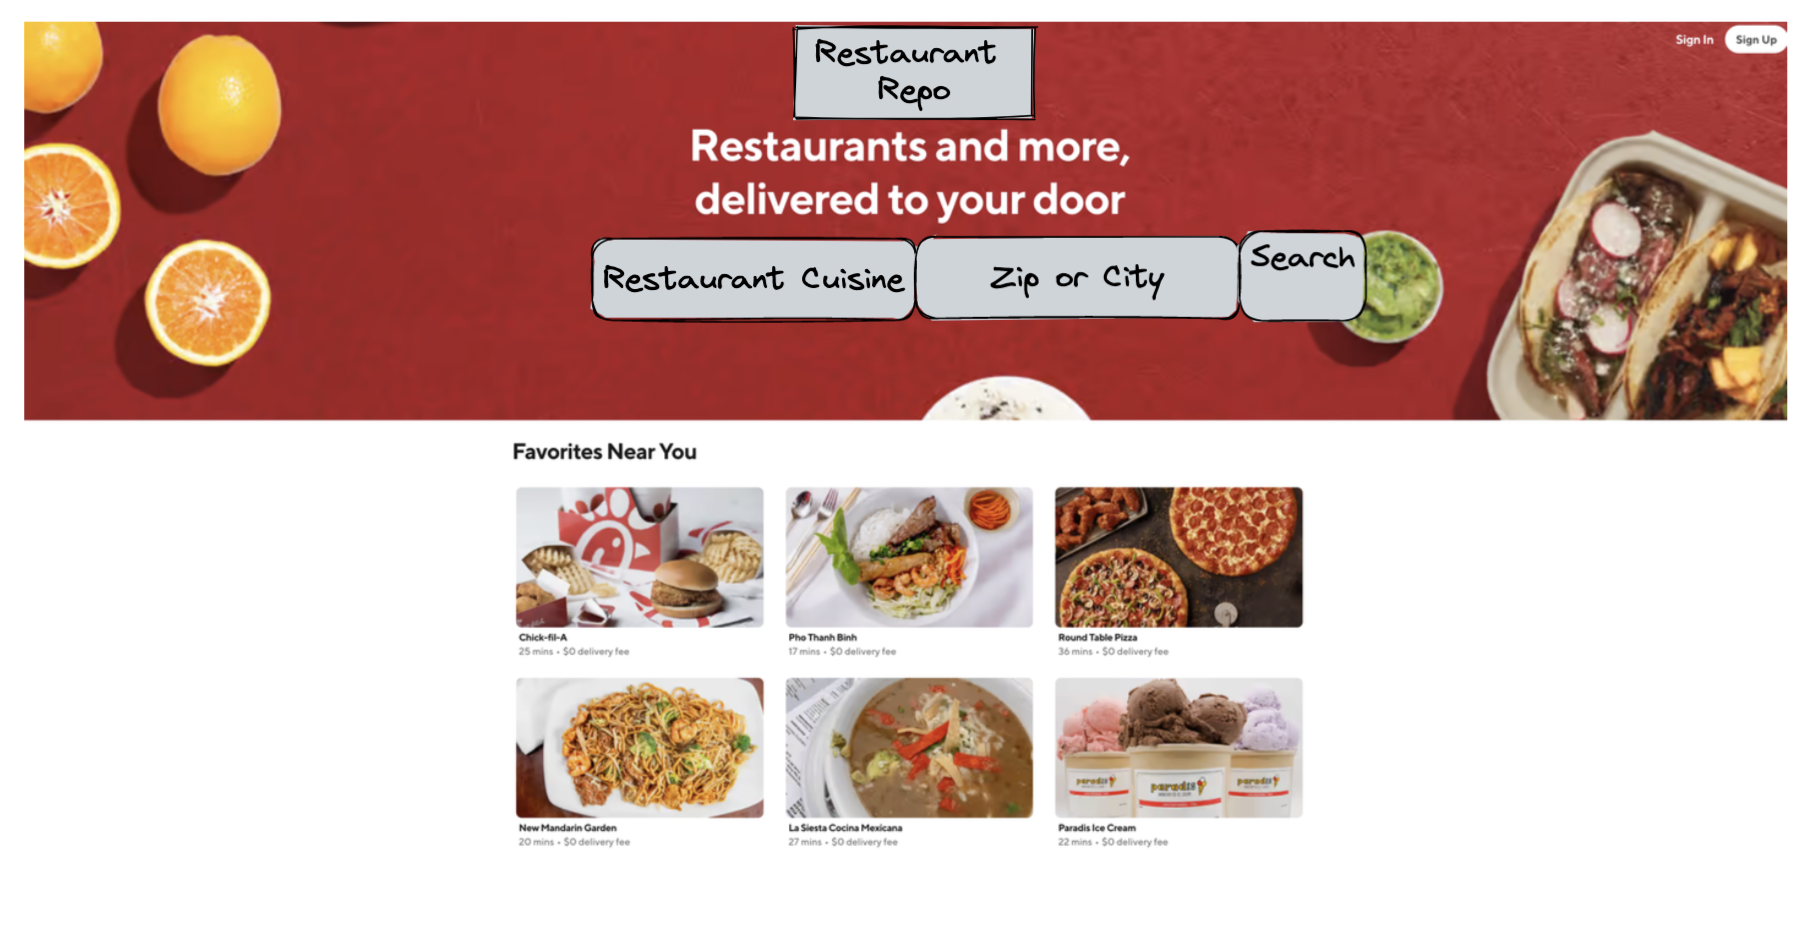 Restaurant
Repo
Sign In
Sign Up
Restaurants and more,
delivered to your door
Restaurant Cuisine
Zip or City
Search
Favorites Near You
Chick-fil-A
25 mins • $0 delivery fee
Pho Thanh Binh
17 mins • $0 delivery fee
Round Table Pizza
36 mins • $0 delivery fee
New Mandarin Garden
20 mins • $0 delivery fee
La Siesta Cocina Mexicana
27 mins • $0 delivery fee
paradis
paradis
paradis
Paradis Ice Cream
22 mins • $0 delivery fee